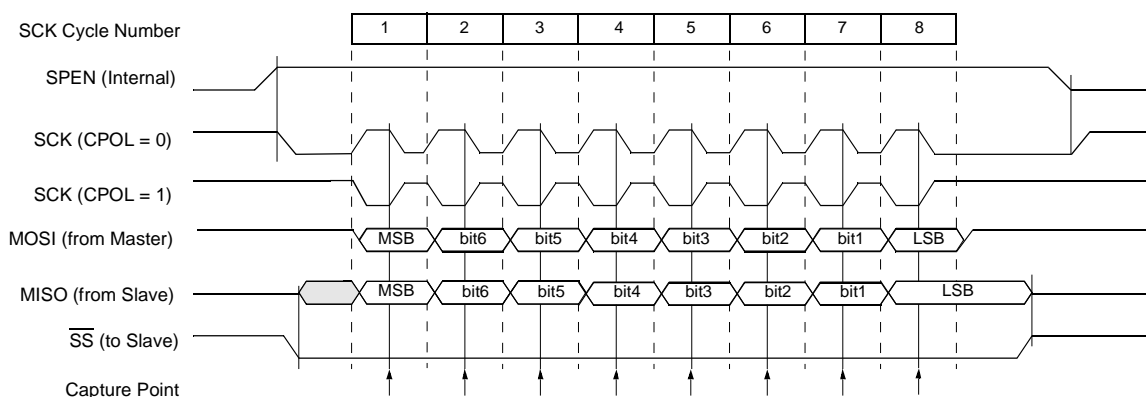 SCK Cycle Number 1 2 3 4 5 6 7 8
SPEN (Internal)
SCK (CPOL = 0)
SCK (CPOL = 1)
MOSI (from Master) MSB bit6 bit5 bit4 bit3 bit2 bit1 LSB
MISO (from Slave) MSB bit6 bit5 bit4 bit3 bit2 bit1 LSB
SS (to Slave)
Capture Point